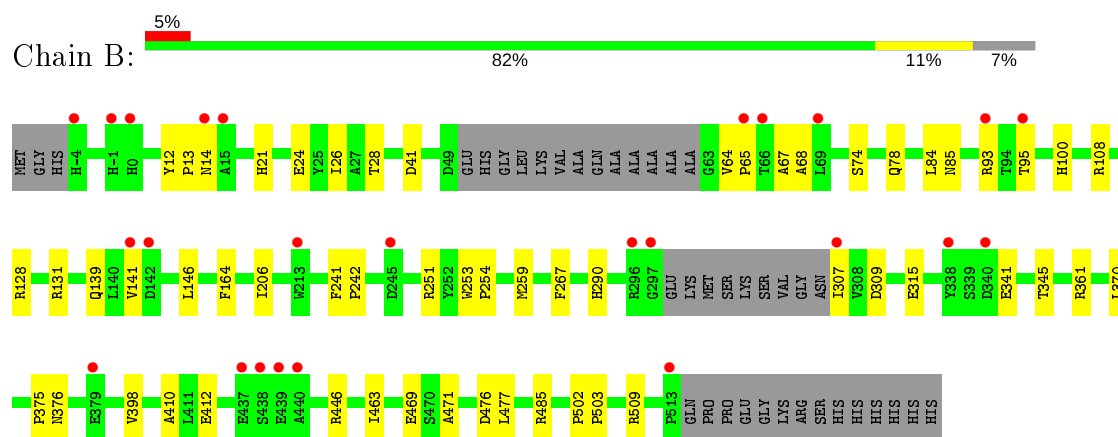 5%
Chain B:
82% 11% 7%
MET GLY HIS H-4 H-1 H0 Y12 P13 N14 A15 H21 E24 Y25 I26 A27 T28 D41 D49 GLU HIS GLY LEU LYS VAL ALA GLN ALA ALA ALA ALA ALA ALA G63 V64 P65 T66 A67 A68 L69 S74 Q78 L84 N85 R93 T94 T95 H100 R108
R128 R131 Q139 L140 V141 D142 L146 F164 I206 W213 F241 P242 D245 R251 Y252 W253 P254 M259 F267 H290 R296 G297 GLU LYS MET SER LYS SER VAL GLY ASN I307 V308 D309 E315 Y338 S339 D340 E341 T345 R361 L370
P375 N376 E379 V398 A410 L411 E412 E437 S438 E439 A440 R446 I463 E469 S470 A471 D476 L477 R485 P502 P503 R509 P513 GLN PRO PRO GLU GLY LYS ARG SER HIS HIS HIS HIS HIS HIS